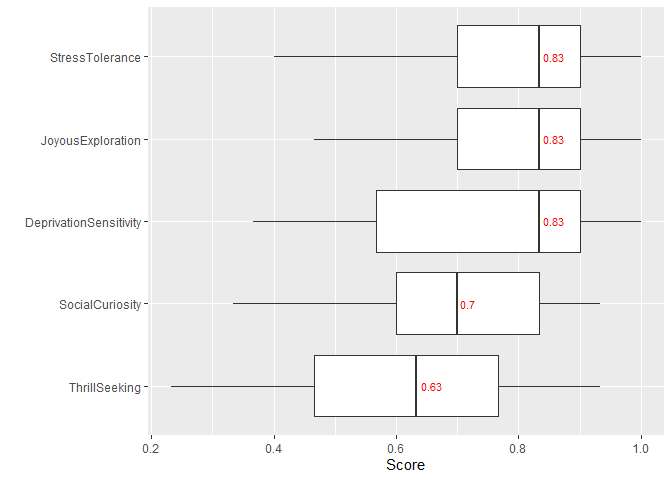 StressTolerance
0.83
JoyousExploration
0.83
DeprivationSensitivity
0.83
SocialCuriosity
0.7
ThrillSeeking
0.63
0.2 0.4 0.6 0.8 1.0
Score